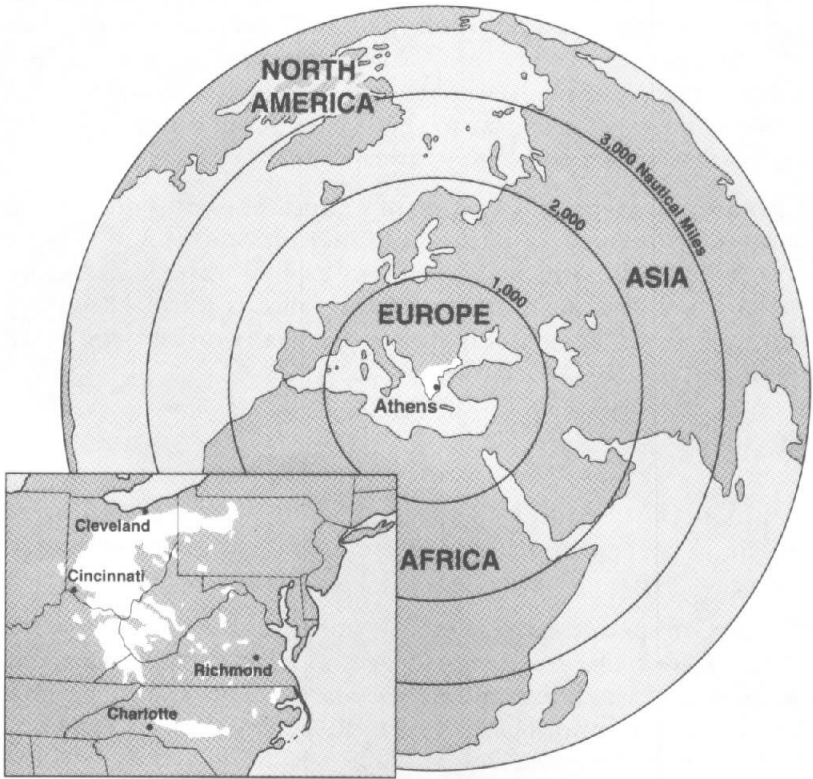 NORTH
AMERICA
3,000 Nautical Miles
2,000
ASIA
1,000
EUROPE
Athens
AFRICA
Cleveland
Cincinnati
Richmond
Charlotte